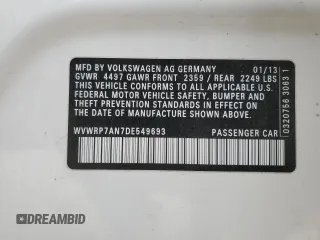 MFD BY VOLKSWAGEN AG GERMANY 01/13
GVWR 4497 GAWR FRONT 2359 / REAR 2249 LBS
THIS VEHICLE CONFORMS TO ALL APPLICABLE U.S.
FEDERAL MOTOR VEHICLE SAFETY, BUMPER, AND
THEFT PREVENTION STANDARDS IN EFFECT ON
THE DATE OF MANUFACTURE SHOWN ABOVE.
WVWRP7AN7DE549693 PASSENGER CAR
0320756 3063 1
DREAMBID